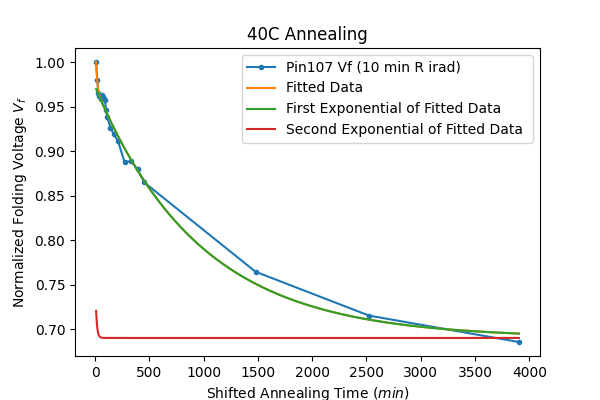 40C Annealing
Pin107 Vf (10 min R irad)
Fitted Data
First Exponential of Fitted Data
Second Exponential of Fitted Data
Normalized Folding Voltage V_f
1.00
0.95
0.90
0.85
0.80
0.75
0.70
0 500 1000 1500 2000 2500 3000 3500 4000
Shifted Annealing Time (min)